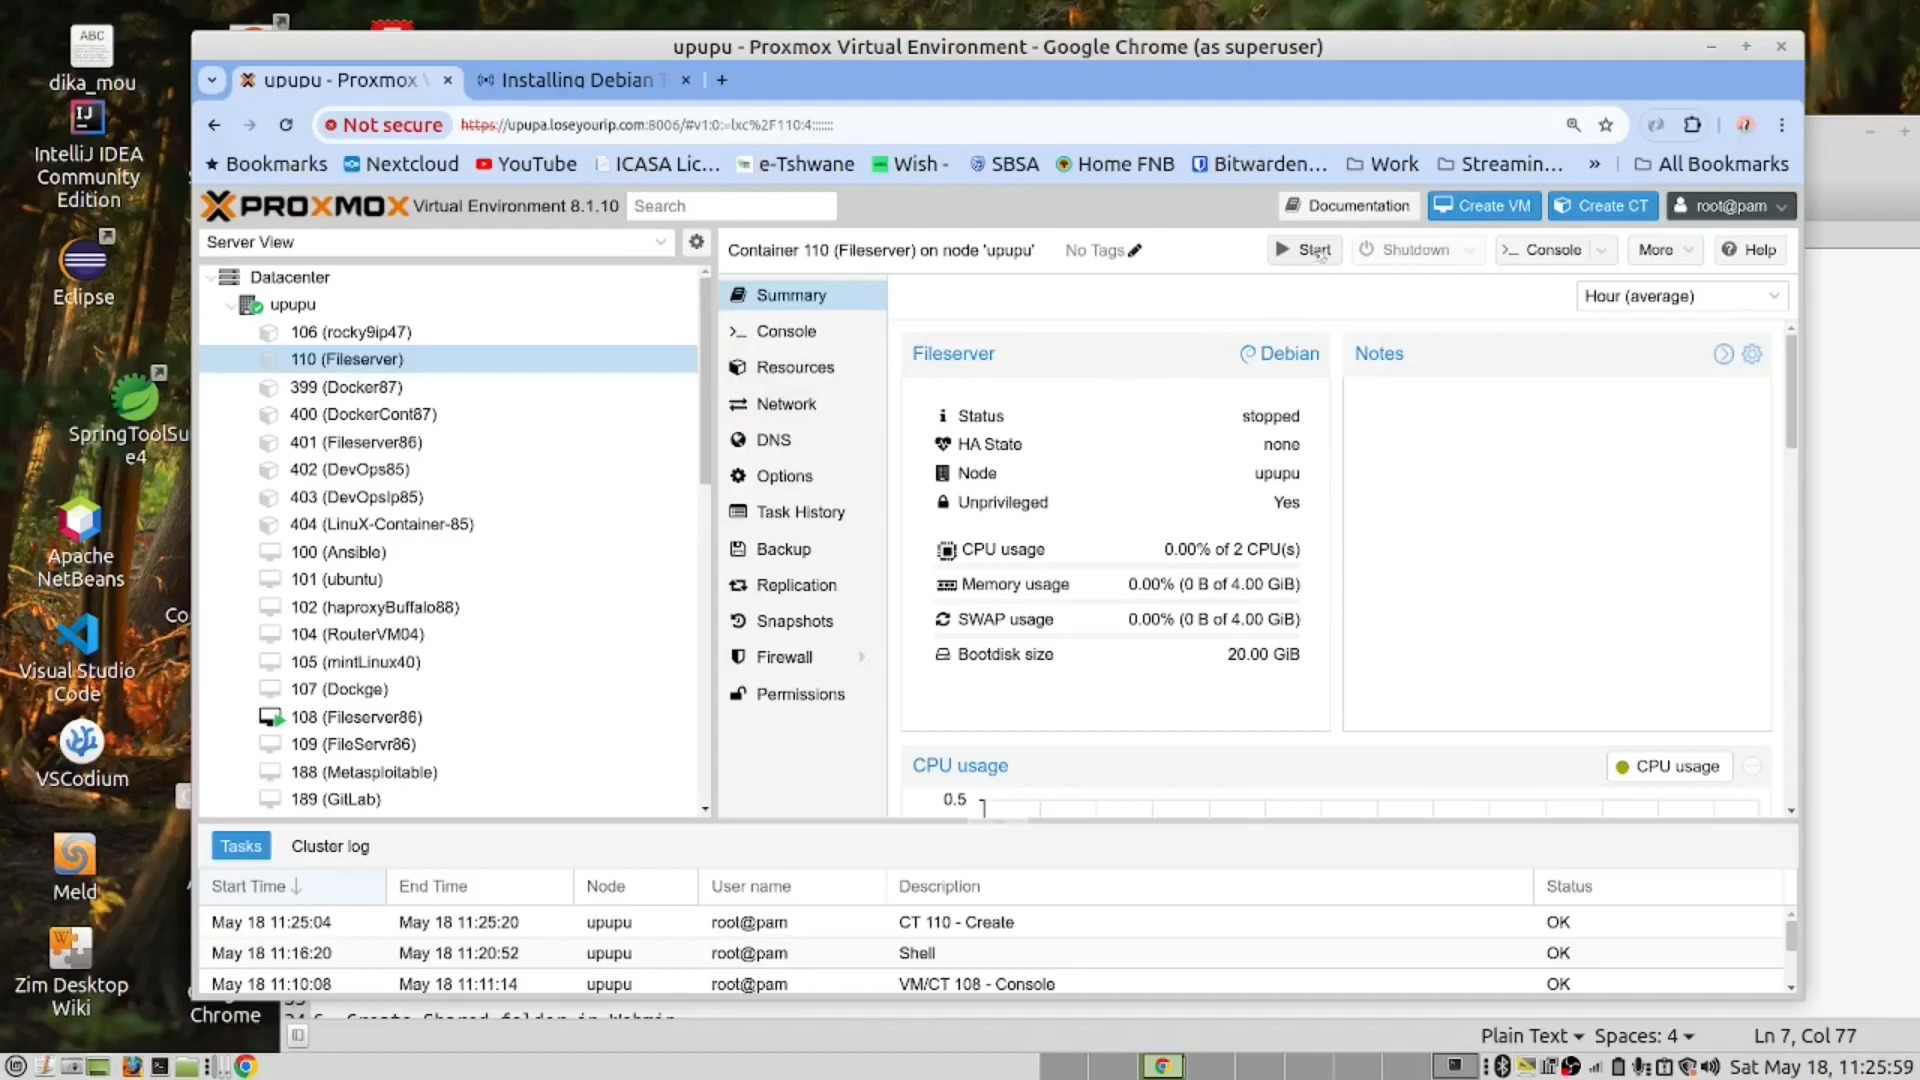 upupu - Proxmox Virtual Environment - Google Chrome (as superuser)
upupu - Proxmox V
Installing Debian T
Not secure
https://upupa.loseyourip.com:8006/#v1:0:=lxc%2F110:4:::::::
Bookmarks
Nextcloud
YouTube
ICASA Lic...
e-Tshwane
Wish -
SBSA
Home FNB
Bitwarden...
Work
Streamin...
»
All Bookmarks
PROXMOX Virtual Environment 8.1.10
Search
Documentation
Create VM
Create CT
root@pam
Server View
Container 110 (Fileserver) on node 'upupu'
No Tags
Start
Shutdown
Console
More
Help
Datacenter
upupu
106 (rocky9ip47)
110 (Fileserver)
399 (Docker87)
400 (DockerCont87)
401 (Fileserver86)
402 (DevOps85)
403 (DevOpsIp85)
404 (LinuX-Container-85)
100 (Ansible)
101 (ubuntu)
102 (haproxyBuffalo88)
104 (RouterVM04)
105 (mintLinux40)
107 (Dockge)
108 (Fileserver86)
109 (FileServr86)
188 (Metasploitable)
189 (GitLab)
Summary
Console
Resources
Network
DNS
Options
Task History
Backup
Replication
Snapshots
Firewall
Permissions
Hour (average)
Fileserver
Debian
Status stopped
HA State none
Node upupu
Unprivileged Yes
CPU usage 0.00% of 2 CPU(s)
Memory usage 0.00% (0 B of 4.00 GiB)
SWAP usage 0.00% (0 B of 4.00 GiB)
Bootdisk size 20.00 GiB
Notes
CPU usage
CPU usage
0.5
Tasks
Cluster log
Start Time End Time Node User name Description Status
May 18 11:25:04 May 18 11:25:20 upupu root@pam CT 110 - Create OK
May 18 11:16:20 May 18 11:20:52 upupu root@pam Shell OK
May 18 11:10:08 May 18 11:11:14 upupu root@pam VM/CT 108 - Console OK
ABC
dika_mou
IJ
IntelliJ IDEA
Community
Edition
Eclipse
SpringToolSu
e4
Apache
NetBeans
Co
Visual Studio
Code
VSCodium
Meld
W
Zim Desktop
Wiki
Chrome
Plain Text
Spaces: 4
Ln 7, Col 77
Sat May 18, 11:25:59